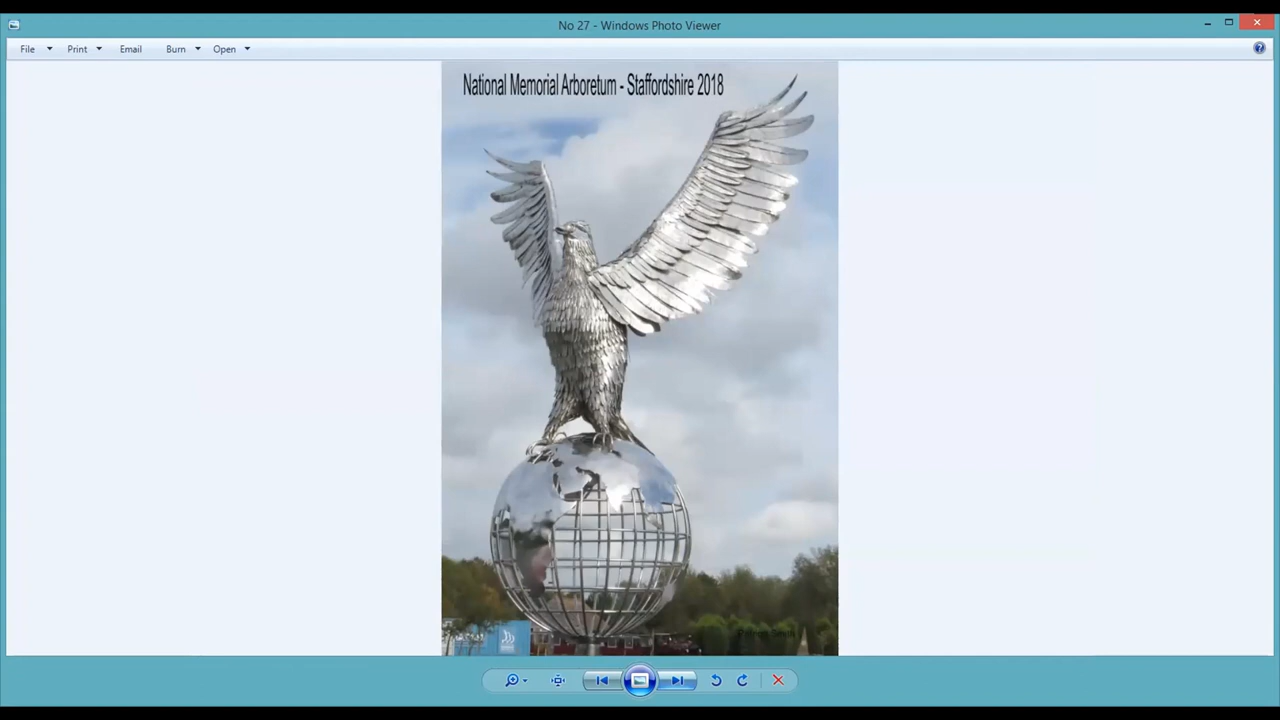 No 27 - Windows Photo Viewer
File Print Email Burn Open
National Memorial Arboretum - Staffordshire 2018